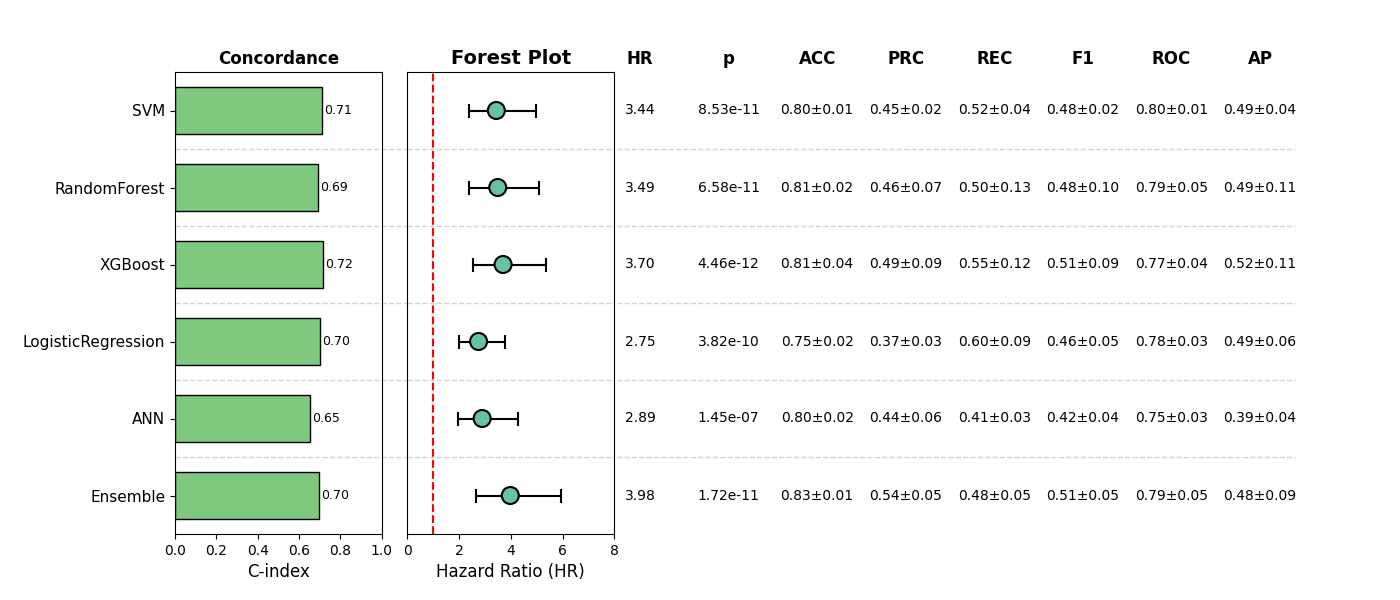 Concordance Forest Plot HR p ACC PRC REC F1 ROC AP
SVM 0.71 3.44 8.53e-11 0.80±0.01 0.45±0.02 0.52±0.04 0.48±0.02 0.80±0.01 0.49±0.04
RandomForest 0.69 3.49 6.58e-11 0.81±0.02 0.46±0.07 0.50±0.13 0.48±0.10 0.79±0.05 0.49±0.11
XGBoost 0.72 3.70 4.46e-12 0.81±0.04 0.49±0.09 0.55±0.12 0.51±0.09 0.77±0.04 0.52±0.11
LogisticRegression 0.70 2.75 3.82e-10 0.75±0.02 0.37±0.03 0.60±0.09 0.46±0.05 0.78±0.03 0.49±0.06
ANN 0.65 2.89 1.45e-07 0.80±0.02 0.44±0.06 0.41±0.03 0.42±0.04 0.75±0.03 0.39±0.04
Ensemble 0.70 3.98 1.72e-11 0.83±0.01 0.54±0.05 0.48±0.05 0.51±0.05 0.79±0.05 0.48±0.09
0.0 0.2 0.4 0.6 0.8 1.0 0 2 4 6 8
C-index Hazard Ratio (HR)